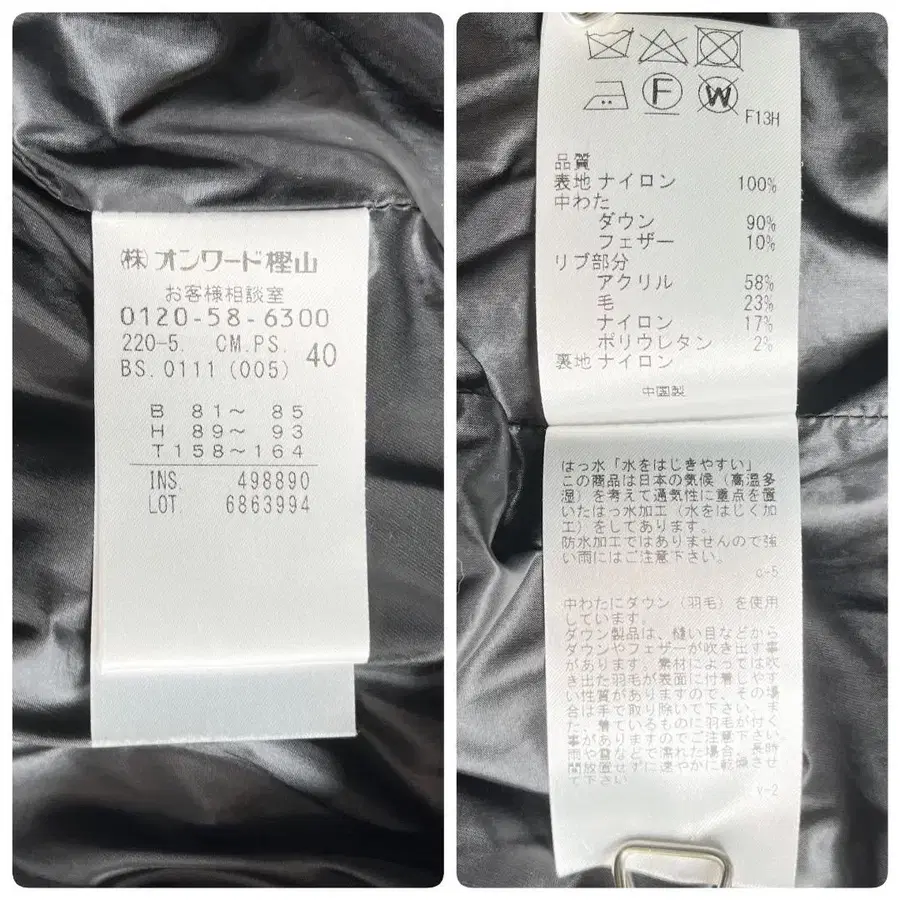 ㈱オンワード樫山
お客様相談室
0120-58-6300
220-5. CM.PS. 40
BS.0111(005)
B 81〜 85
H 89〜 93
T 158〜164
INS. 498890
LOT. 6863994
F
W
F13H
品質
表地 ナイロン 100%
中わた
ダウン 90%
フェザー 10%
リブ部分
アクリル 58%
毛 23%
ナイロン 17%
ポリウレタン 2%
裏地 ナイロン
中国製
はっ水「水をはじきやすい」
この商品は日本の気候(高温多
湿)を考えて通気性に重点を置
いたはっ水加工(水をはじく加
工)をしてあります。
防水加工ではありませんので強
い雨にはご注意下さい。
c-5
中わたにダウン(羽毛)を使用
しています。
ダウン製品は、縫い目などから
ダウンやフェザーが吹き出す事
があります。素材によっては吹
き出た羽毛が表面に付着しやす
い性質がありますので、その場
合は手で取り除いて下さい。ま
た、着ているものに羽毛が付く
事がありますのでご注意下さい。
雨や雪などで濡れた場合、長時
間放置せずに速やかに乾燥させ
て下さい。
v-2